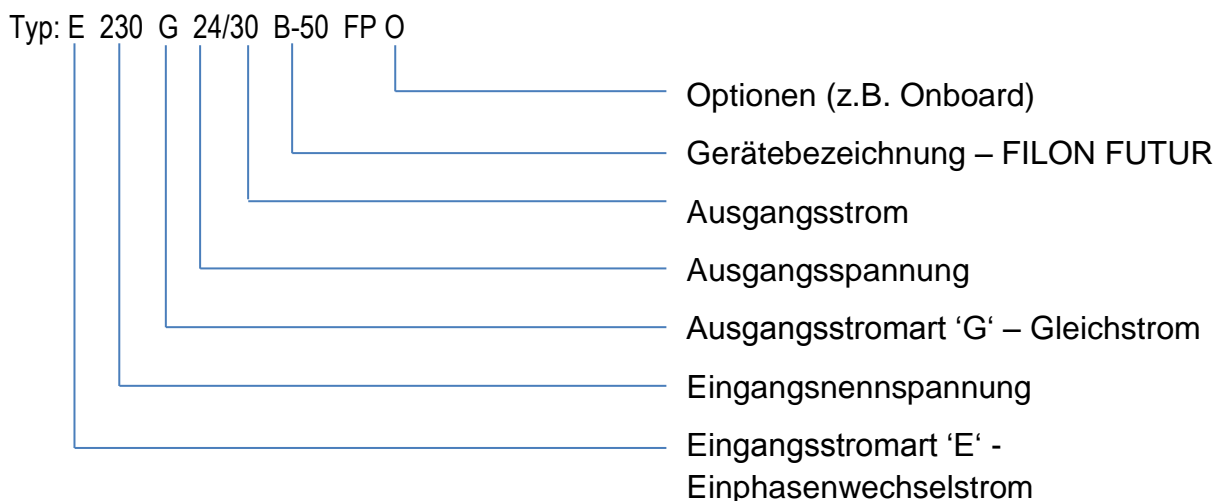 Typ: E 230 G 24/30 B-50 FP O
Optionen (z.B. Onboard)
Gerätebezeichnung – FILON FUTUR
Ausgangsstrom
Ausgangsspannung
Ausgangsstromart ‘G‘ – Gleichstrom
Eingangsnennspannung
Eingangsstromart ‘E‘ -
Einphasenwechselstrom